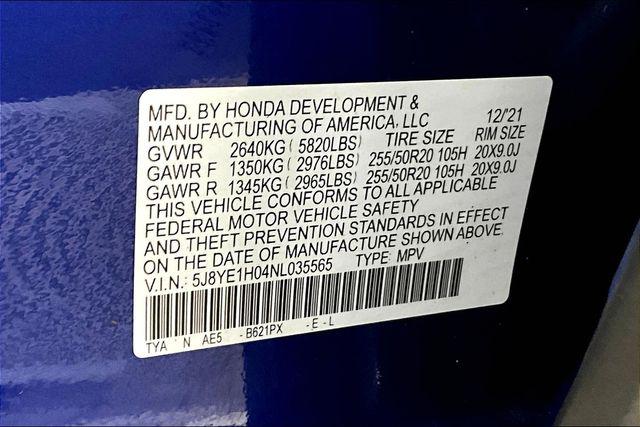 MFD. BY HONDA DEVELOPMENT &
MANUFACTURING OF AMERICA, LLC 12/21
GVWR 2640KG ( 5820LBS) TIRE SIZE RIM SIZE
GAWR F 1350KG ( 2976LBS) 255/50R20 105H 20X9.0J
GAWR R 1345KG ( 2965LBS) 255/50R20 105H 20X9.0J
THIS VEHICLE CONFORMS TO ALL APPLICABLE
FEDERAL MOTOR VEHICLE SAFETY
AND THEFT PREVENTION STANDARDS IN EFFECT
ON THE DATE OF MANUFACTURE SHOWN ABOVE.
V.I.N.: 5J8YE1H04NL035565 TYPE: MPV
TYA N AE5 -B621PX -E-L